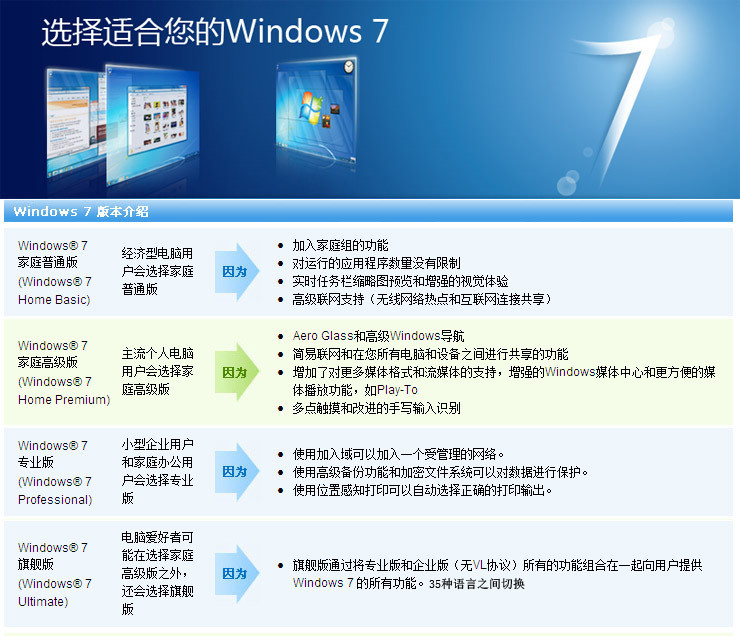 选择适合您的Windows 7
Windows 7 版本介绍
Windows® 7
家庭普通版
(Windows® 7
Home Basic)
经济型电脑用
户会选择家庭
普通版
因为
加入家庭组的功能
对运行的应用程序数量没有限制
实时任务栏缩略图预览和增强的视觉体验
高级联网支持（无线网络热点和互联网连接共享）
Windows® 7
家庭高级版
(Windows® 7
Home Premium)
主流个人电脑
用户会选择家
庭高级版
因为
Aero Glass和高级Windows导航
简易联网和在您所有电脑和设备之间进行共享的功能
增加了对更多媒体格式和流媒体的支持，增强的Windows媒体中心和更方便的媒
体播放功能，如Play-To
多点触摸和改进的手写输入识别
Windows® 7
专业版
(Windows® 7
Professional)
小型企业用户
和家庭办公用
户会选择专业
版
因为
使用加入域可以加入一个受管理的网络。
使用高级备份功能和加密文件系统可以对数据进行保护。
使用位置感知打印可以自动选择正确的打印输出。
Windows® 7
旗舰版
(Windows® 7
Ultimate)
电脑爱好者可
能在选择家庭
高级版之外，
还会选择旗舰
版
因为
旗舰版通过将专业版和企业版（无VL协议）所有的功能组合在一起向用户提供
Windows 7 的所有功能。35种语言之间切换